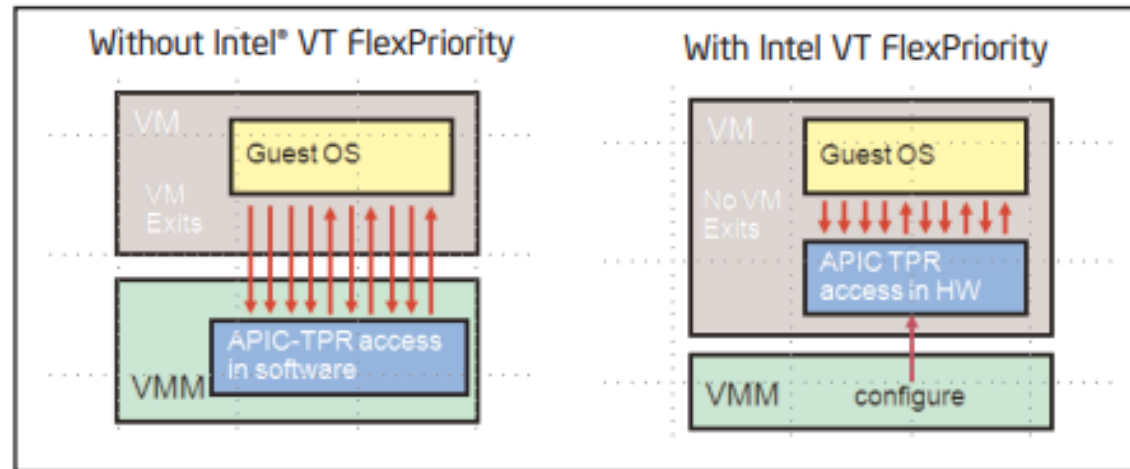 Without Intel® VT FlexPriority
VM
Guest OS
VM
Exits
APIC-TPR access
in software
VMM
With Intel VT FlexPriority
VM
Guest OS
No VM
Exits
APIC TPR
access in HW
VMM
configure